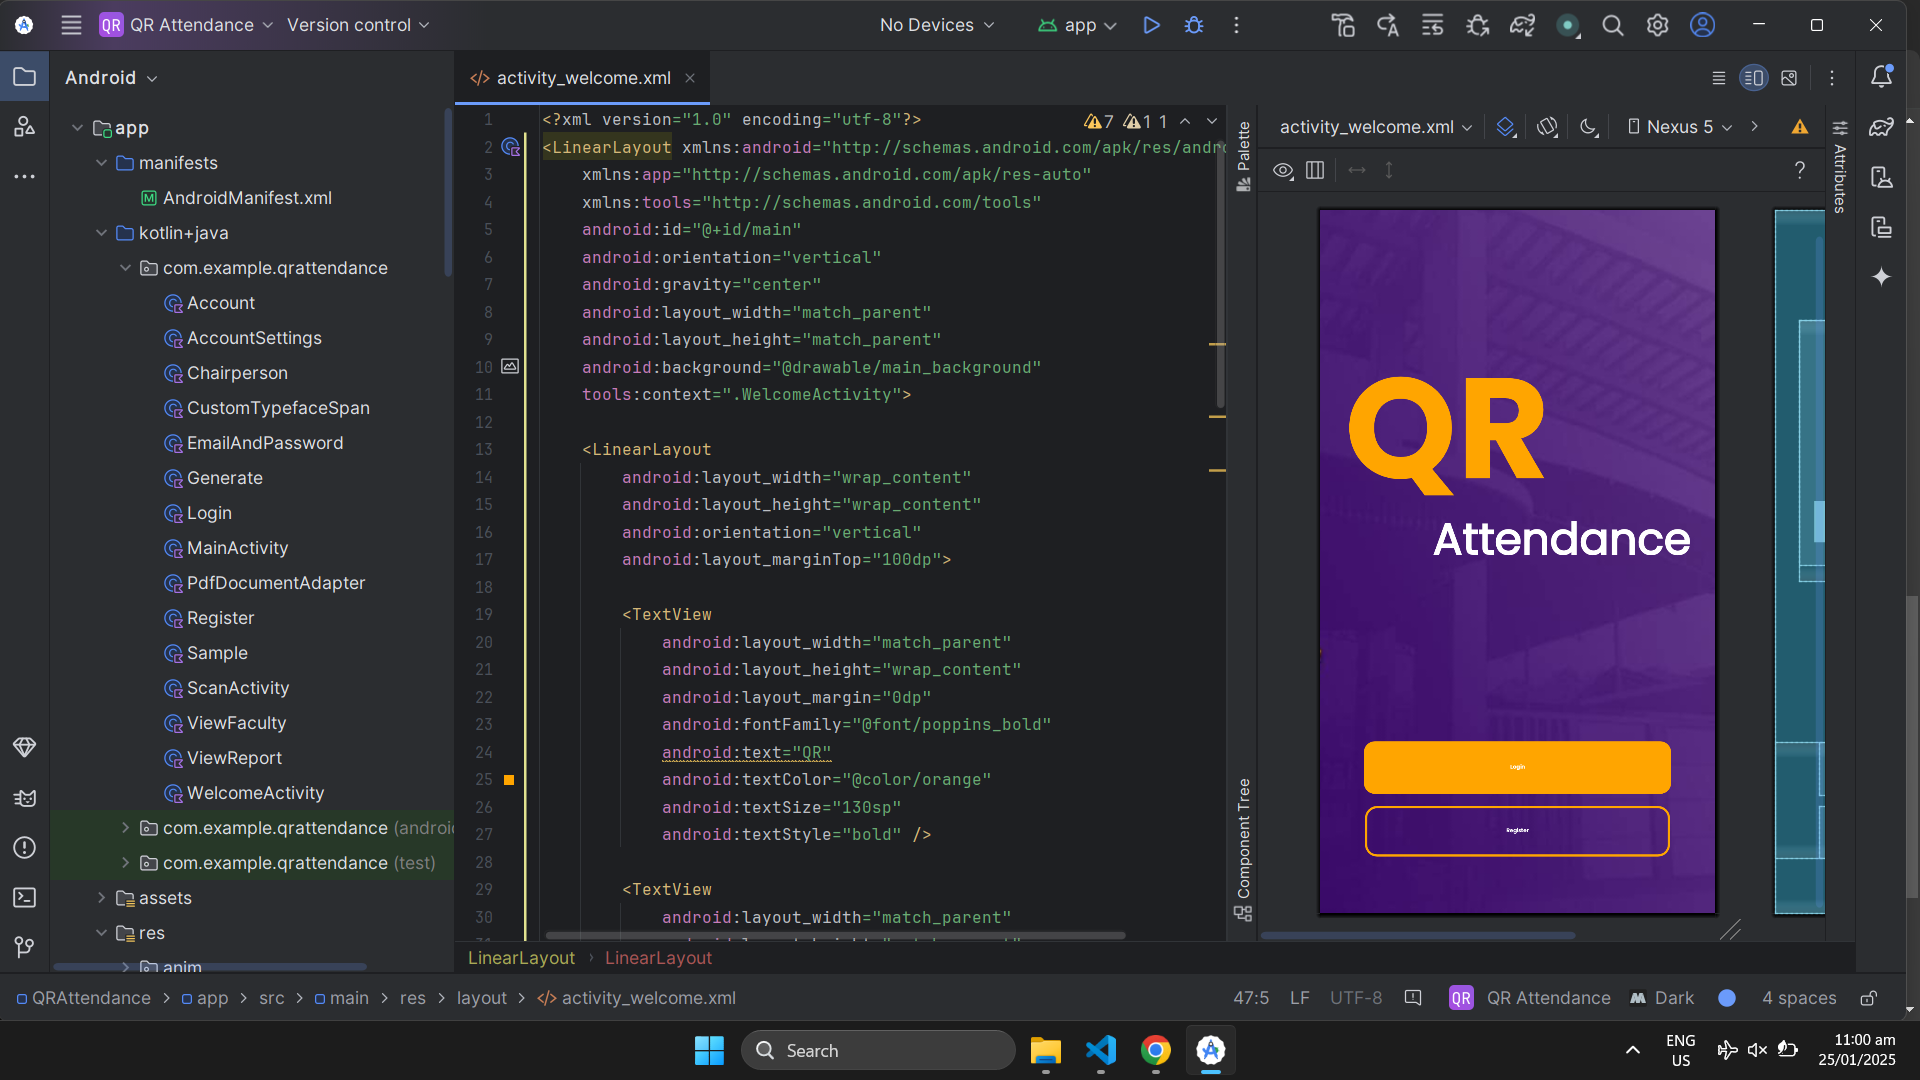 QR QR Attendance Version control No Devices app
Android
activity_welcome.xml
app
manifests
AndroidManifest.xml
kotlin+java
com.example.qrattendance
Account
AccountSettings
Chairperson
CustomTypefaceSpan
EmailAndPassword
Generate
Login
MainActivity
PdfDocumentAdapter
Register
Sample
ScanActivity
ViewFaculty
ViewReport
WelcomeActivity
com.example.qrattendance (androi
com.example.qrattendance (test)
assets
res
anim
7 1 1
1 <?xml version="1.0" encoding="utf-8"?>
2 <LinearLayout xmlns:android="http://schemas.android.com/apk/res/andro
3 xmlns:app="http://schemas.android.com/apk/res-auto"
4 xmlns:tools="http://schemas.android.com/tools"
5 android:id="@+id/main"
6 android:orientation="vertical"
7 android:gravity="center"
8 android:layout_width="match_parent"
9 android:layout_height="match_parent"
10 android:background="@drawable/main_background"
11 tools:context=".WelcomeActivity">
12
13 <LinearLayout
14 android:layout_width="wrap_content"
15 android:layout_height="wrap_content"
16 android:orientation="vertical"
17 android:layout_marginTop="100dp">
18
19 <TextView
20 android:layout_width="match_parent"
21 android:layout_height="wrap_content"
22 android:layout_margin="0dp"
23 android:fontFamily="@font/poppins_bold"
24 android:text="QR"
25 android:textColor="@color/orange"
26 android:textSize="130sp"
27 android:textStyle="bold" />
28
29 <TextView
30 android:layout_width="match_parent"
LinearLayout › LinearLayout
Palette
Component Tree
activity_welcome.xml Nexus 5
?
Attributes
QR
Attendance
Login
Register
QRAttendance > app > src > main > res > layout > activity_welcome.xml
47:5 LF UTF-8 QR QR Attendance Dark 4 spaces
Search
ENG
US
11:00 am
25/01/2025